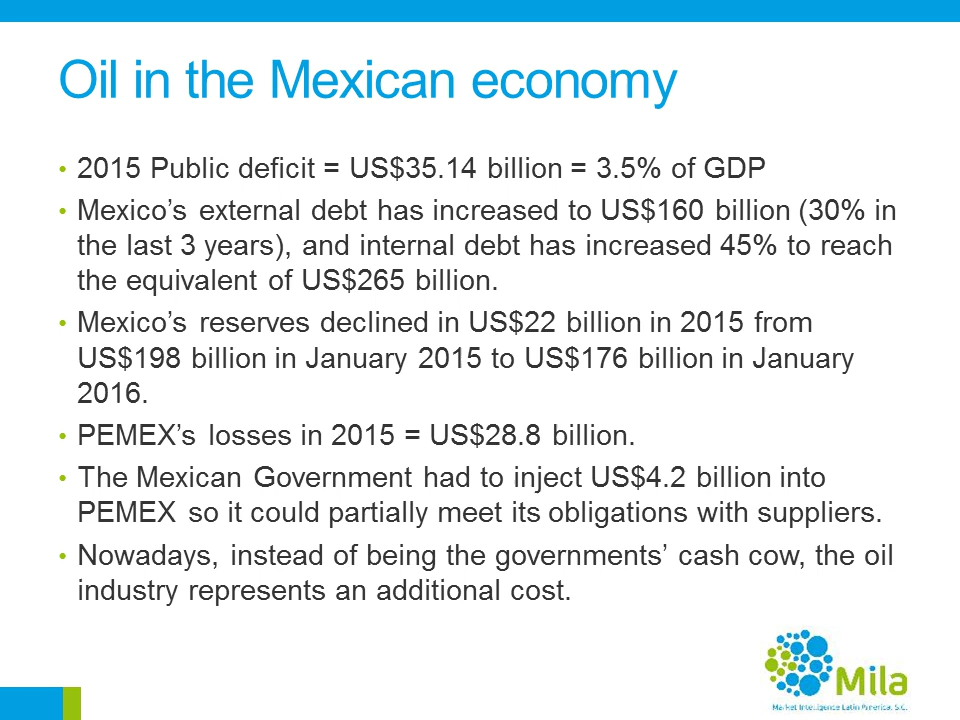 Oil in the Mexican economy
• 2015 Public deficit = US$35.14 billion = 3.5% of GDP
• Mexico’s external debt has increased to US$160 billion (30% in
the last 3 years), and internal debt has increased 45% to reach
the equivalent of US$265 billion.
• Mexico’s reserves declined in US$22 billion in 2015 from
US$198 billion in January 2015 to US$176 billion in January
2016.
• PEMEX’s losses in 2015 = US$28.8 billion.
• The Mexican Government had to inject US$4.2 billion into
PEMEX so it could partially meet its obligations with suppliers.
• Nowadays, instead of being the governments’ cash cow, the oil
industry represents an additional cost.
Mila
Market Intelligence Latin America, S.C.